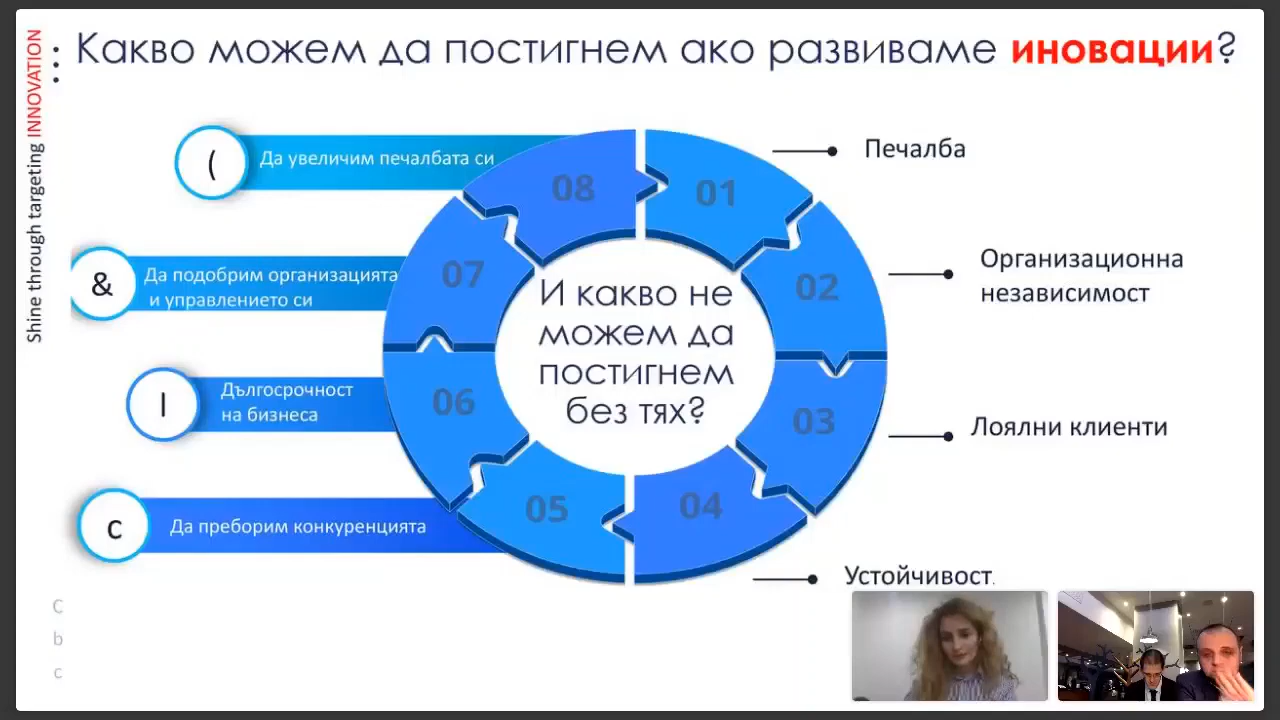 Какво можем да постигнем ако развиваме иновации?
Shine through targeting INNOVATION
( Да увеличим печалбата си
& Да подобрим организацията
и управлението си
l Дългосрочност
на бизнеса
c Да преборим конкуренцията
08
01
07
02
06
03
05
04
И какво не
можем да
постигнем
без тях?
Печалба
Организационна
независимост
Лоялни клиенти
Устойчивост
C
b
c